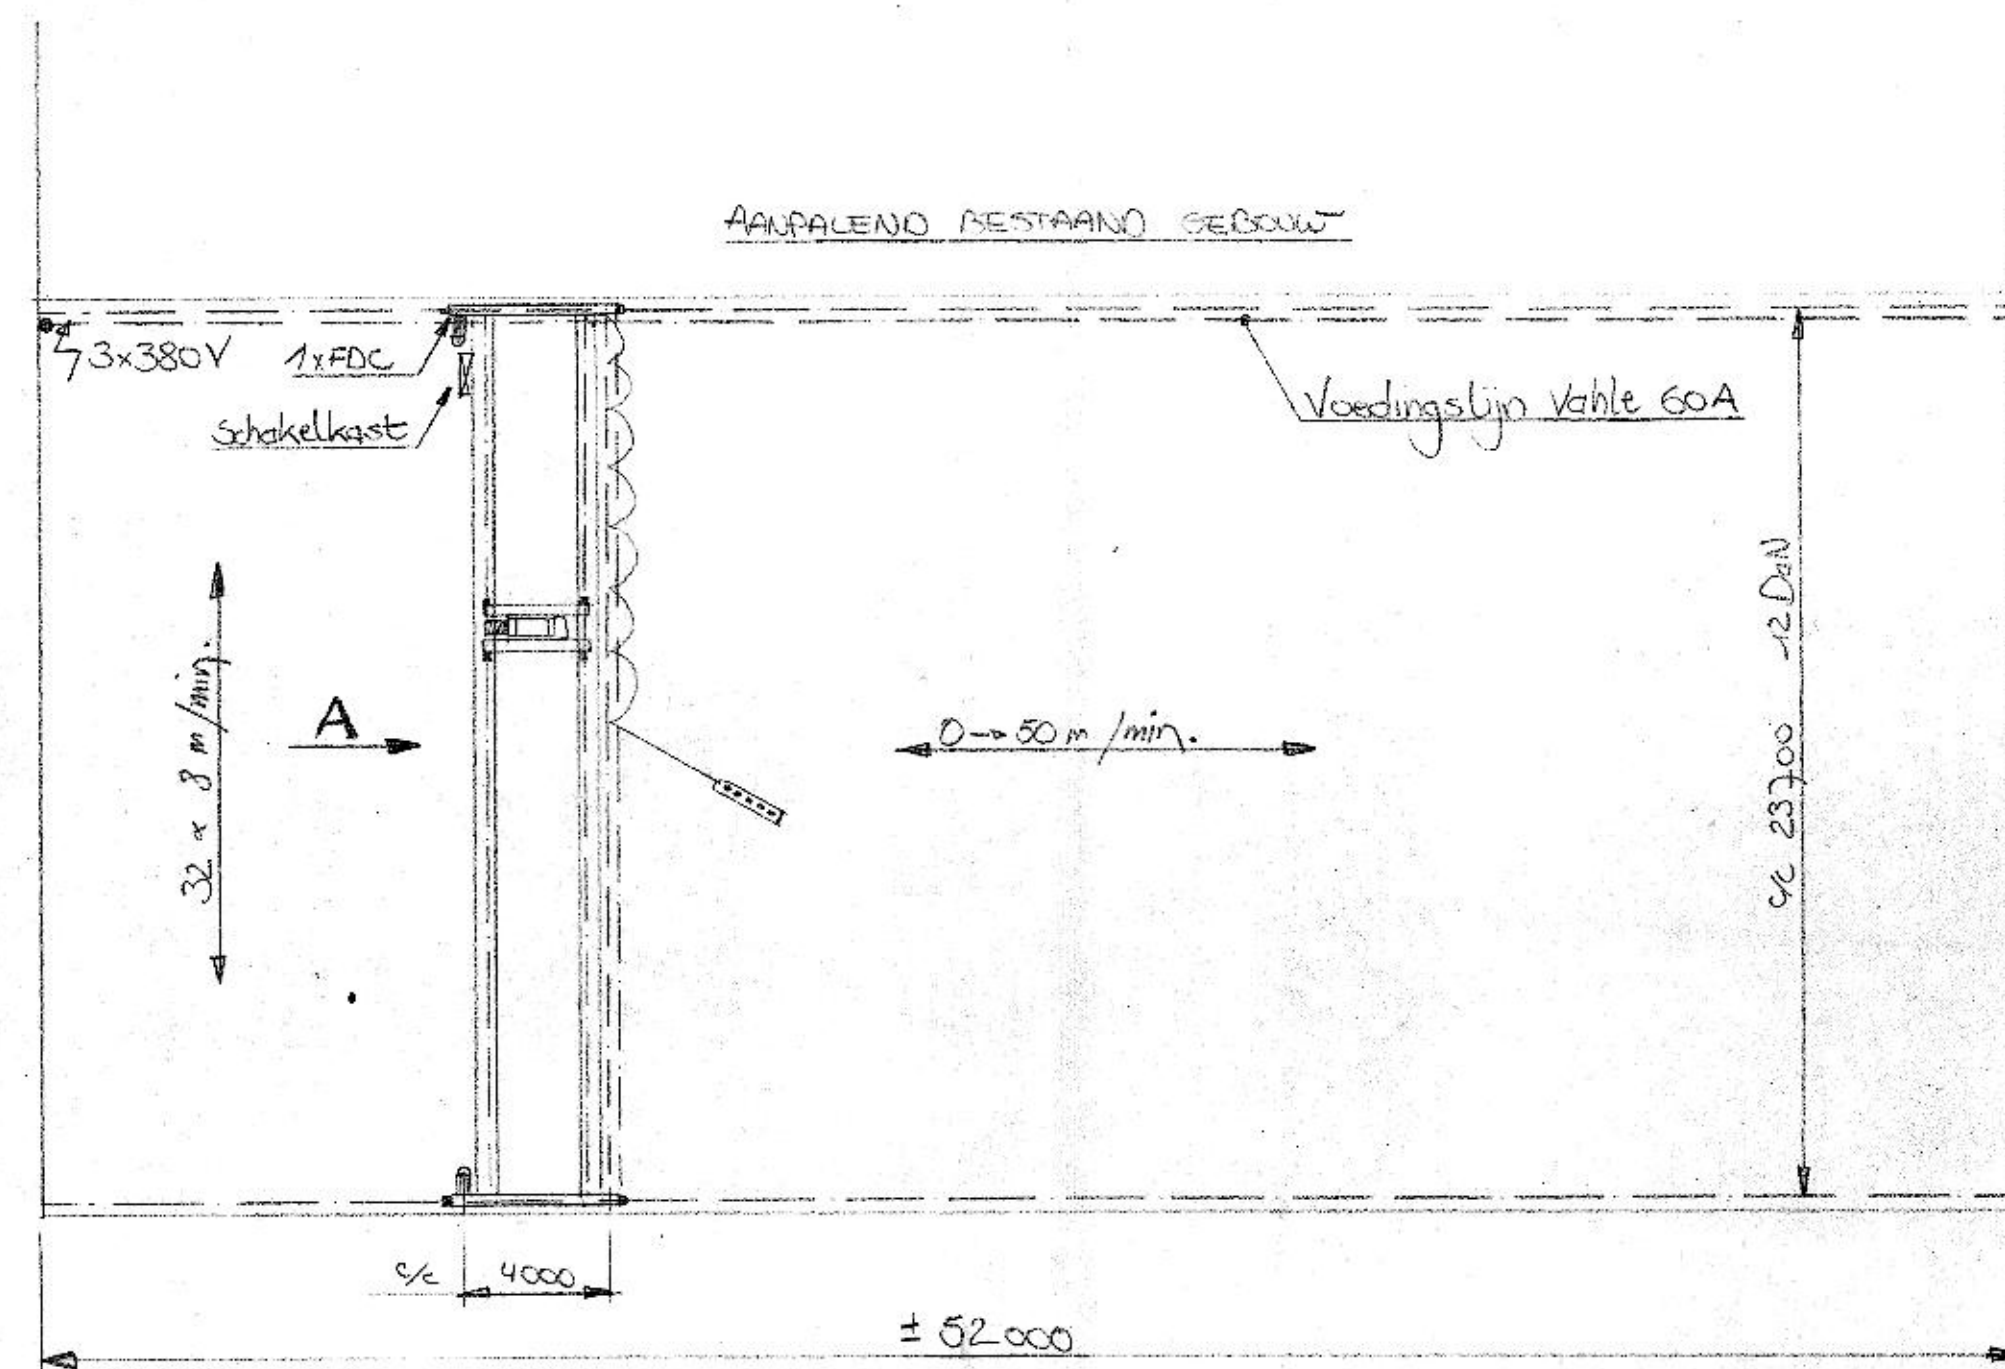 AANPALEND BESTAAND GEBOUW
3x380V
1xFDC
Schakelkast
Voedingslijn Vahle 60A
32 x 8 m/min.
A
0→50 m/min.
c/c 23700 -12 DaN
c/c 4000
± 52000